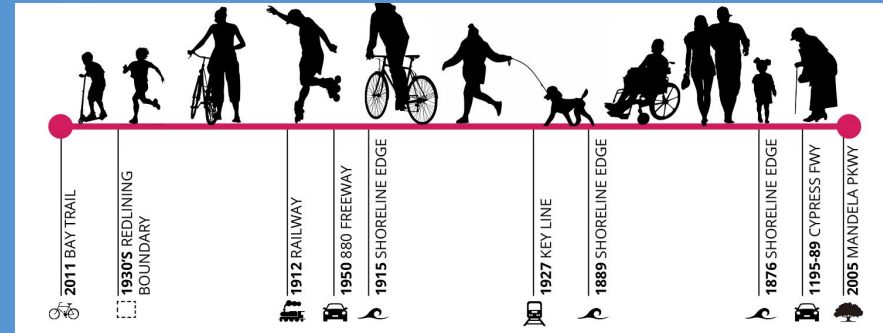 2011 BAY TRAIL
1930'S REDLINING
BOUNDARY
1912 RAILWAY
1950 880 FREEWAY
1915 SHORELINE EDGE
1927 KEY LINE
1889 SHORELINE EDGE
1876 SHORELINE EDGE
1195-89 CYPRESS FWY
2005 MANDELA PKWY